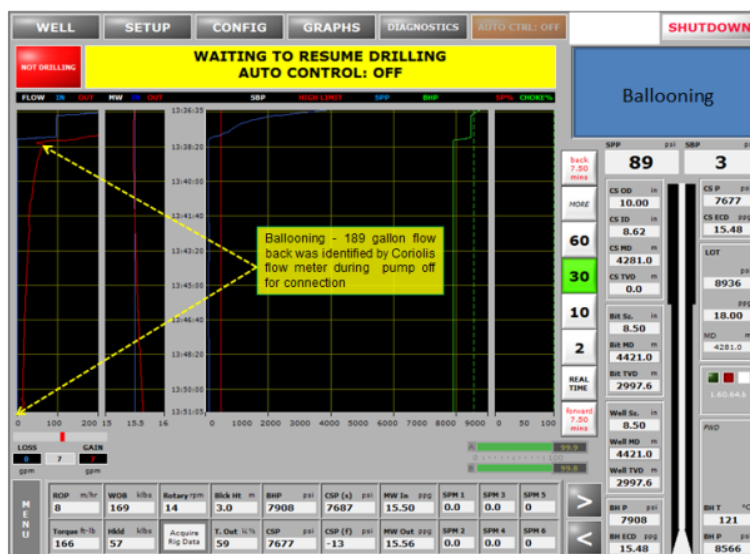 WELL SETUP CONFIG GRAPHS DIAGNOSTICS AUTO CTRL: OFF SHUTDOWN
NOT DRILLING
WAITING TO RESUME DRILLING
AUTO CONTROL: OFF
Ballooning
FLOW IN OUT MW IN OUT SBP HIGH LIMIT SPP BHP SP% CHOKE%
13:36:35
13:38:20
13:40:00
13:41:40
13:43:20
13:45:00
13:46:40
13:48:20
13:50:00
13:51:05
Ballooning - 189 gallon flow
back was identified by Coriolis
flow meter during pump off
for connection
0 100 200 15 15.5 16 0 1000 2000 3000 4000 5000 6000 7000 8000 9000 0 50 100
back
7.50
mins
MORE
60
30
10
2
REAL
TIME
forward
7.50
mins
SPP psi SBP psi
89 3
CS OD in
10.00
CS ID in
8.62
CS MD m
4281.0
CS TVD m
0.0
Bit Sz. in
8.50
Bit MD m
4421.0
Bit TVD m
2997.6
Well Sz. in
8.50
Well MD m
4421.0
Well TVD m
2997.6
BH P psi
7908
BH ECD ppg
15.48
CS P psi
7677
CS ECD ppg
15.48
LOT
psi
8936
ppg
18.00
MD m
4281.0
1.60.64.b
PWD
BH T °C
121
BH P psi
8566
LOSS GAIN
0 7 7
gpm gpm
A 99.9
0 100
B 99.8
MENU
ROP m/hr WOB klbs Rotary rpm Blck Ht m BHP psi CSP (s) psi MW In ppg SPM 1 SPM 3 SPM 5
8 169 14 3.0 7908 7687 15.50 0.0 0.0 0.0
Torque ft-lb Hkld klbs Acquire Rig Data T. Out °C CSP psi CSP (f) psi MW Out ppg SPM 2 SPM 4 SPM 6
166 57 59 7677 -13 15.56 0.0 0.0 0.0
>
<